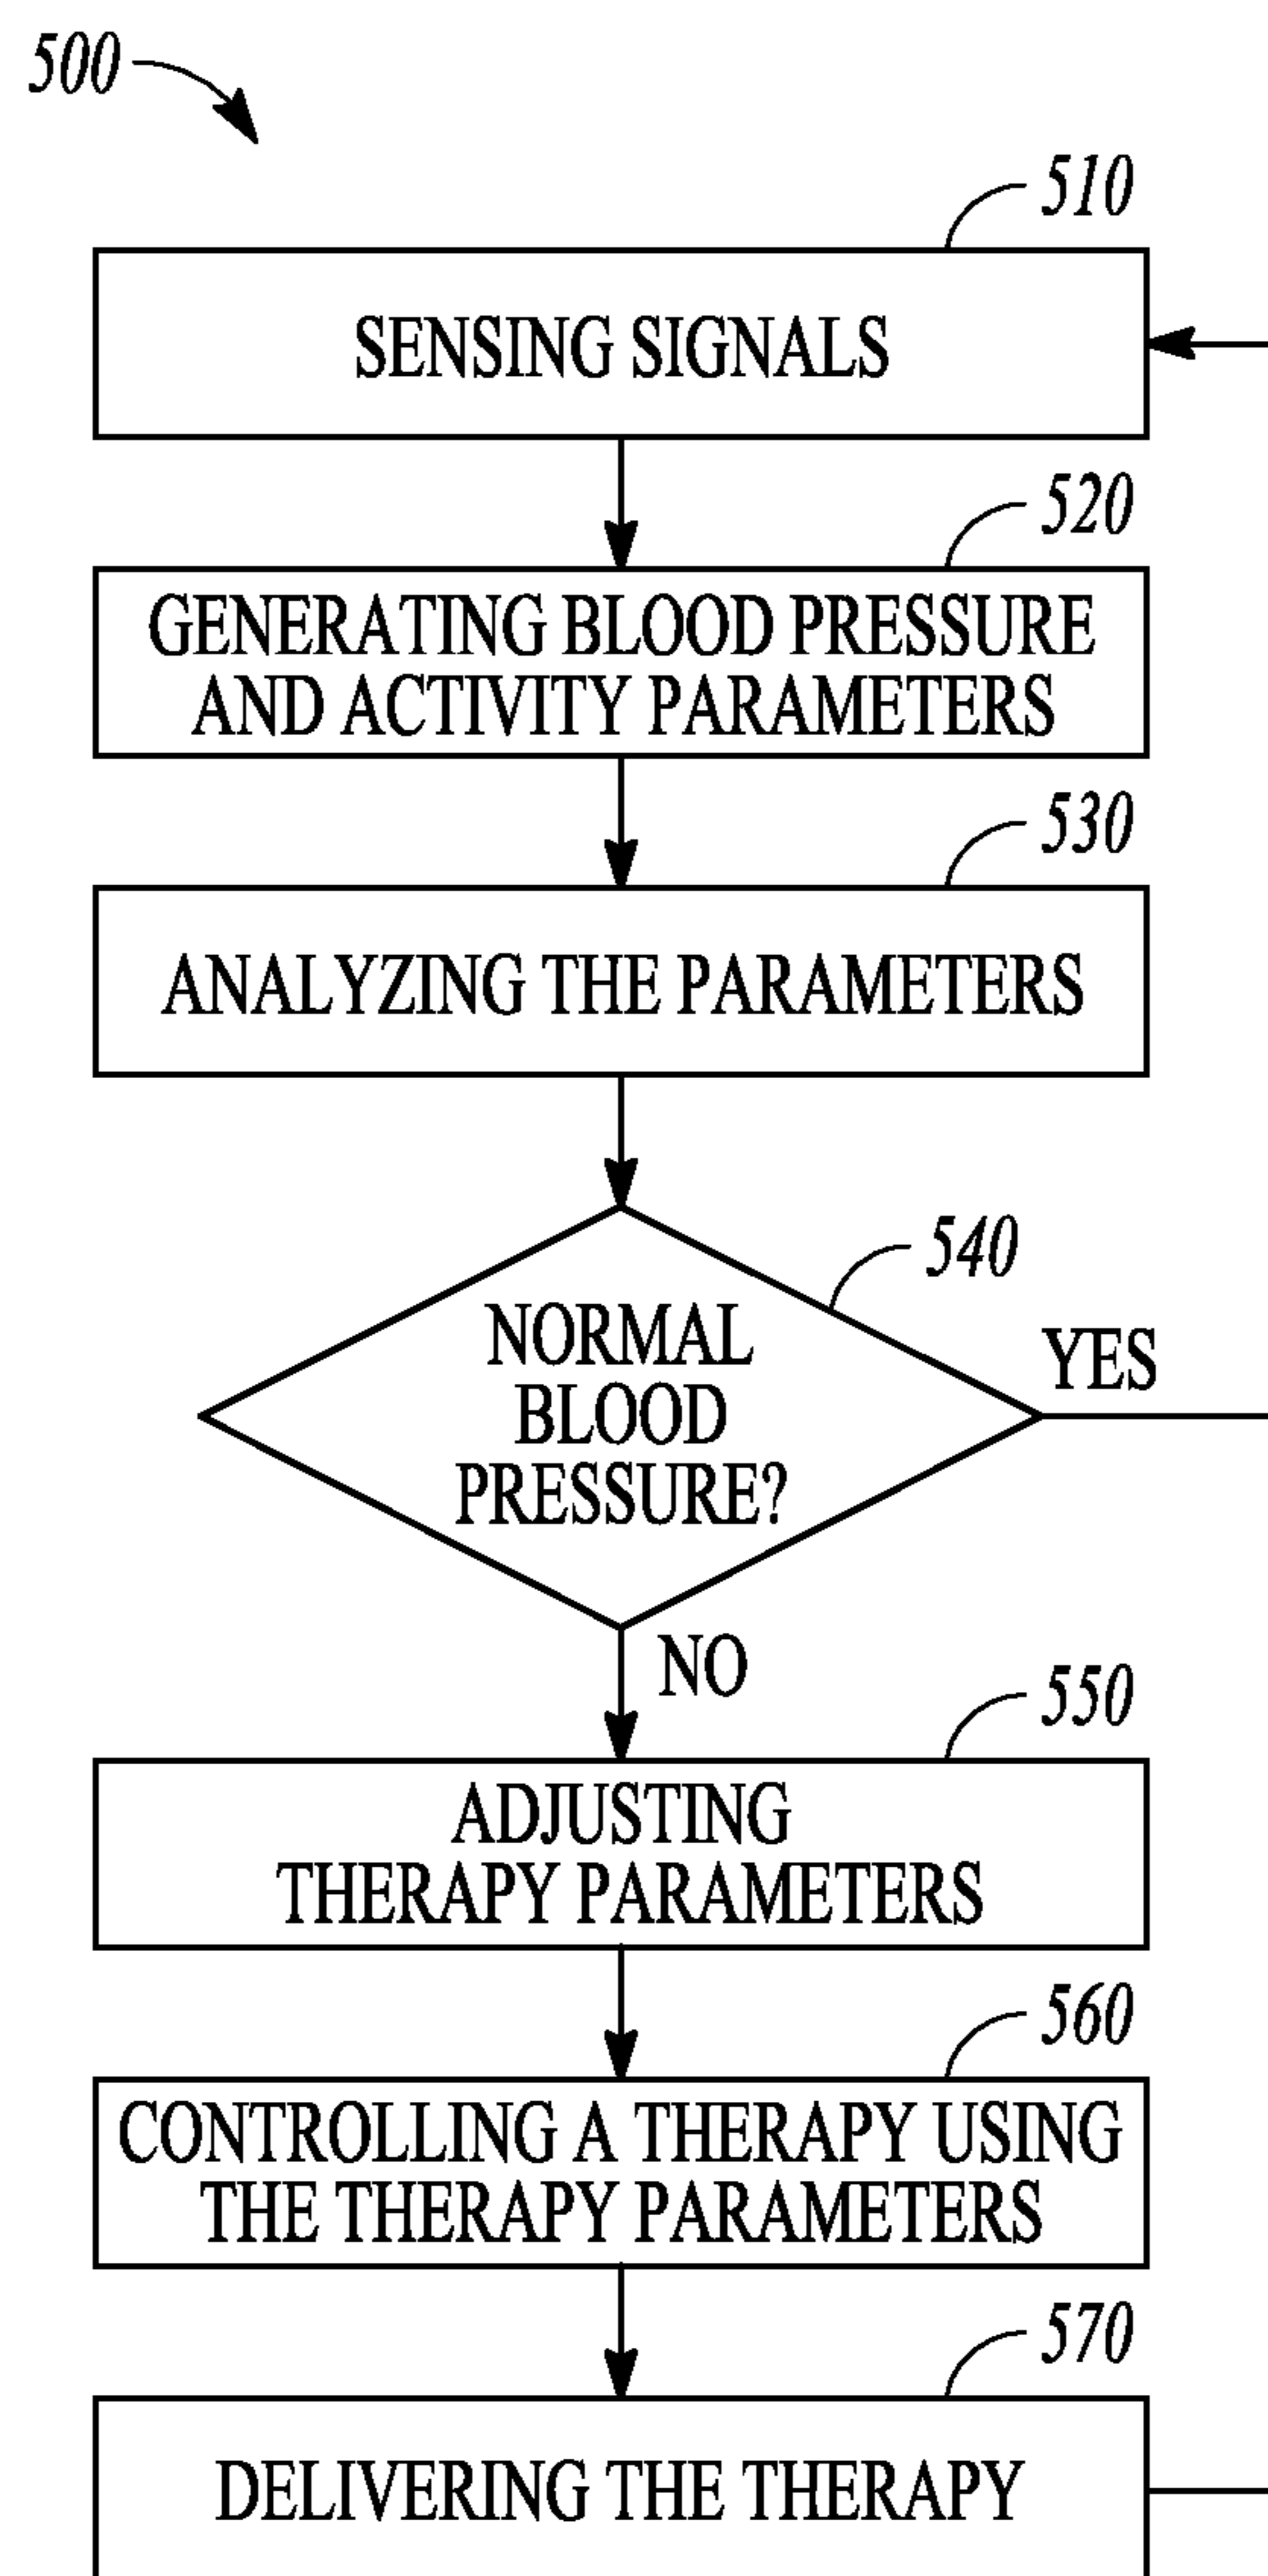 500
510
SENSING SIGNALS
520
GENERATING BLOOD PRESSURE
AND ACTIVITY PARAMETERS
530
ANALYZING THE PARAMETERS
540
NORMAL
BLOOD
PRESSURE?
YES
NO
550
ADJUSTING
THERAPY PARAMETERS
560
CONTROLLING A THERAPY USING
THE THERAPY PARAMETERS
570
DELIVERING THE THERAPY